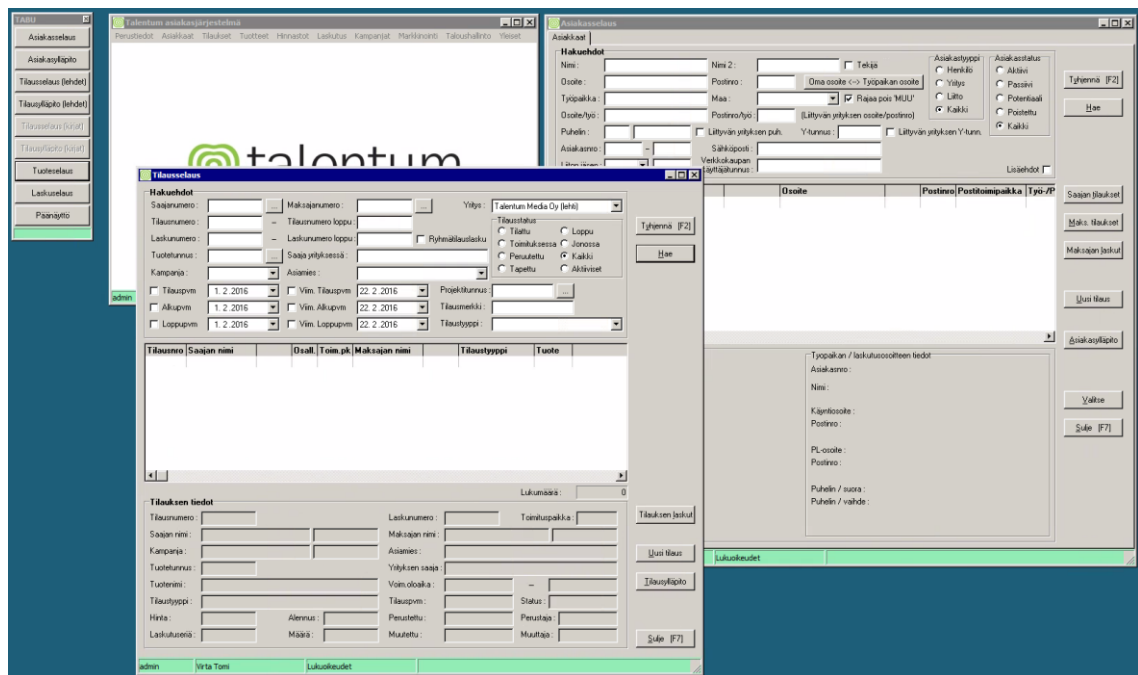 TABU
Asiakasselaus
Asiakasylläpito
Tilausselaus (lehdet)
Tilausylläpito (lehdet)
Tilausselaus (kirjat)
Tilausylläpito (kirjat)
Tuoteselaus
Laskuselaus
Päänäyttö
Talentum asiakasjärjestelmä
Perustiedot Asiakkaat Tilaukset Tuotteet Hinnastot Laskutus Kampanjat Markkinointi Taloushallinto Yleiset
talentum
admin
Asiakasselaus
Asiakkaat
Hakuehdot
Nimi : Nimi 2 : Tekijä
Osoite : Postinro : Oma osoite <-> Työpaikan osoite
Työpaikka : Maa : Rajaa pois 'MUU'
Osoite/työ : Postinro/työ : (Liittyvän yrityksen osoite/postinro)
Puhelin : Liittyvän yrityksen puh. Y-tunnus : Liittyvän yrityksen Y-tunn.
Asiakasnro : – Sähköposti :
Liiton jäsen : Verkkokaupan
käyttäjätunnus :
Lisäehdot
Asiakastyyppi
Henkilö
Yritys
Liitto
Kaikki
Asiakasstatus
Aktiivi
Passiivi
Potentiaali
Poistettu
Kaikki
Tyhjennä [F2]
Hae
Osoite Postinro Postitoimipaikka Työ-/P
Saajan tilaukset
Maks. tilaukset
Maksajan laskut
Uusi tilaus
Asiakasylläpito
Valitse
Sulje [F7]
Tyopaikan / laskutusosoitteen tiedot
Asiakasnro :
Nimi :
Käyntiosoite :
Postinro :
PL-osoite :
Postinro :
Puhelin / suora :
Puhelin / vaihde :
Lukuoikeudet
Tilausselaus
Hakuehdot
Saajanumero : ... Maksajanumero : ... Yritys : Talentum Media Oy (lehti)
Tilausnumero : – Tilausnumero loppu :
Laskunumero : – Laskunumero loppu : Ryhmätilauslasku
Tuotetunnus : ... Saaja yrityksessä :
Kampanja : Asiamies :
Tilausstatus
Tilattu Loppu
Toimituksessa Jonossa
Peruutettu Kaikki
Tapettu Aktiviset
Tilauspvm 1. 2.2016 Viim. Tilauspvm 22. 2.2016 Projektitunnus : ...
Alkupvm 1. 2.2016 Viim. Alkupvm 22. 2.2016 Tilausmerkki :
Loppupvm 1. 2.2016 Viim. Loppupvm 22. 2.2016 Tilaustyyppi :
Tyhjennä [F2]
Hae
Tilausnro Saajan nimi Osall. Toim.pk Maksajan nimi Tilaustyyppi Tuote
Lukumäärä : 0
Tilauksen tiedot
Tilausnumero : Laskunumero : Toimituspaikka :
Saajan nimi : Maksajan nimi :
Kampanja : Asiamies :
Tuotetunnus : Yrityksen saaja :
Tuotenimi : Voim.oloaika : –
Tilaustyyppi : Tilauspvm : Status :
Hinta : Alennus : Perustettu : Perustaja :
Laskutuseriä : Määrä : Muutettu : Muuttaja :
Tilauksen laskut
Uusi tilaus
Tilausylläpito
Sulje [F7]
admin Virta Tomi Lukuoikeudet